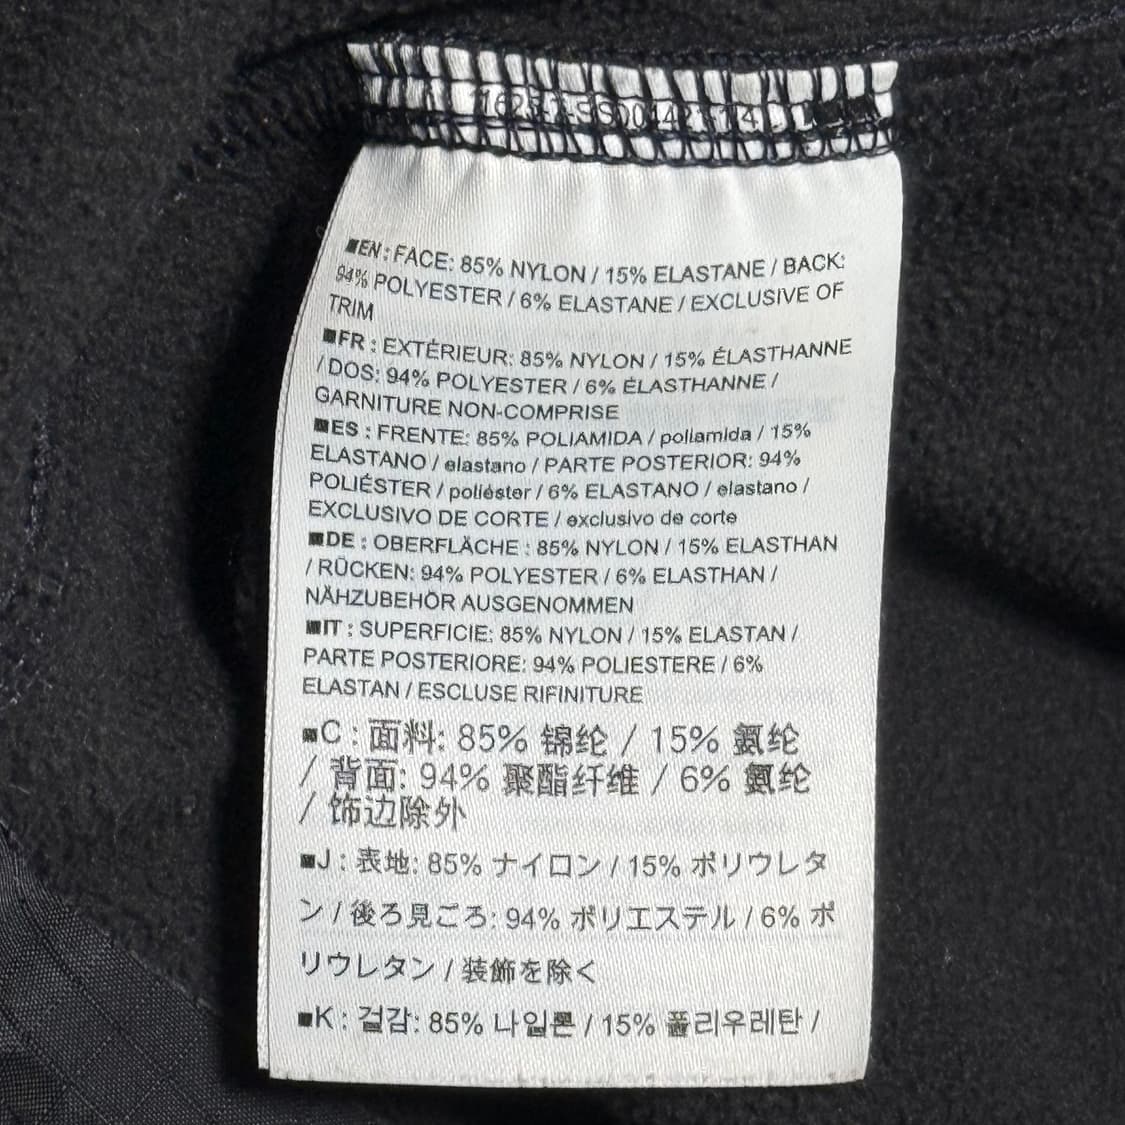 ■EN : FACE: 85% NYLON / 15% ELASTANE / BACK:
94% POLYESTER / 6% ELASTANE / EXCLUSIVE OF
TRIM
■FR : EXTÉRIEUR: 85% NYLON / 15% ÉLASTHANNE
/ DOS: 94% POLYESTER / 6% ÉLASTHANNE /
GARNITURE NON-COMPRISE
■ES : FRENTE: 85% POLIAMIDA / poliamida / 15%
ELASTANO / elastano / PARTE POSTERIOR: 94%
POLIÉSTER / poliéster / 6% ELASTANO / elastano /
EXCLUSIVO DE CORTE / exclusivo de corte
■DE : OBERFLÄCHE : 85% NYLON / 15% ELASTHAN
/ RÜCKEN: 94% POLYESTER / 6% ELASTHAN /
NÄHZUBEHÖR AUSGENOMMEN
■IT : SUPERFICIE: 85% NYLON / 15% ELASTAN /
PARTE POSTERIORE: 94% POLIESTERE / 6%
ELASTAN / ESCLUSE RIFINITURE
■C : 面料: 85% 锦纶 / 15% 氨纶
/ 背面: 94% 聚酯纤维 / 6% 氨纶
/ 饰边除外
■J : 表地: 85% ナイロン / 15% ポリウレタ
ン / 後ろ見ごろ: 94% ポリエステル / 6% ポ
リウレタン / 装飾を除く
■K : 겉감: 85% 나일론 / 15% 폴리우레탄 /